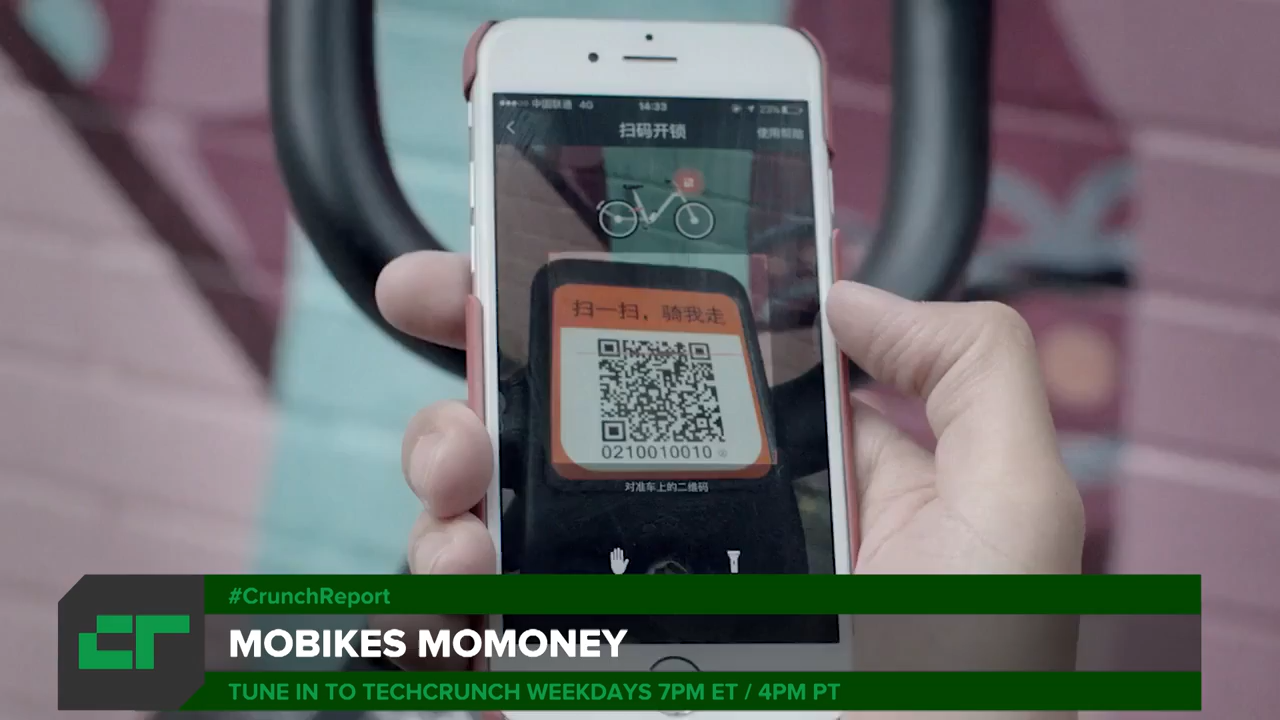 中国联通 4G 14:33 23%
扫码开锁 使用帮助
扫一扫，骑我走
0210010010
对准车上的二维码
#CrunchReport
MOBIKES MOMONEY
TUNE IN TO TECHCRUNCH WEEKDAYS 7PM ET / 4PM PT